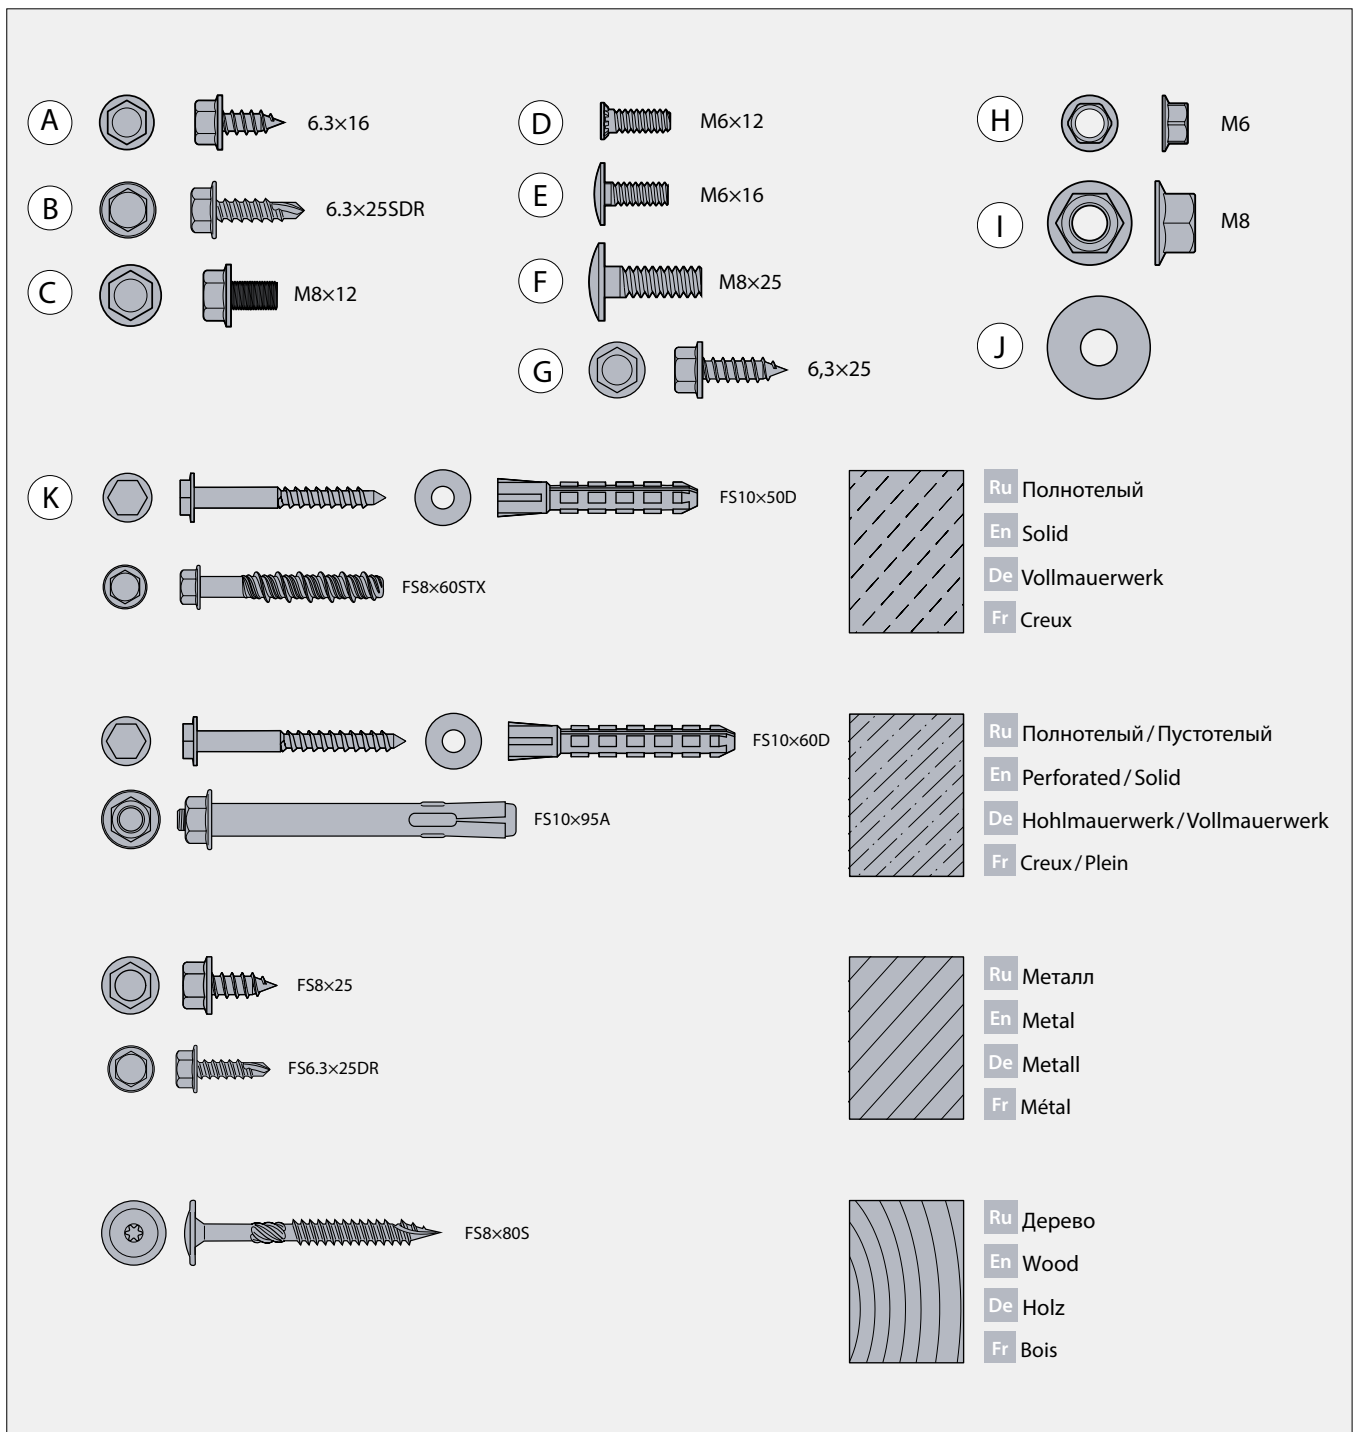 A 6.3×16
B 6.3×25SDR
C M8×12
D M6×12
E M6×16
F M8×25
G 6,3×25
H M6
I M8
J
K FS10×50D
FS8×60STX
Ru Полнотелый
En Solid
De Vollmauerwerk
Fr Creux
FS10×60D
FS10×95A
Ru Полнотелый / Пустотелый
En Perforated / Solid
De Hohlmauerwerk / Vollmauerwerk
Fr Creux / Plein
FS8×25
FS6.3×25DR
Ru Металл
En Metal
De Metall
Fr Métal
FS8×80S
Ru Дерево
En Wood
De Holz
Fr Bois